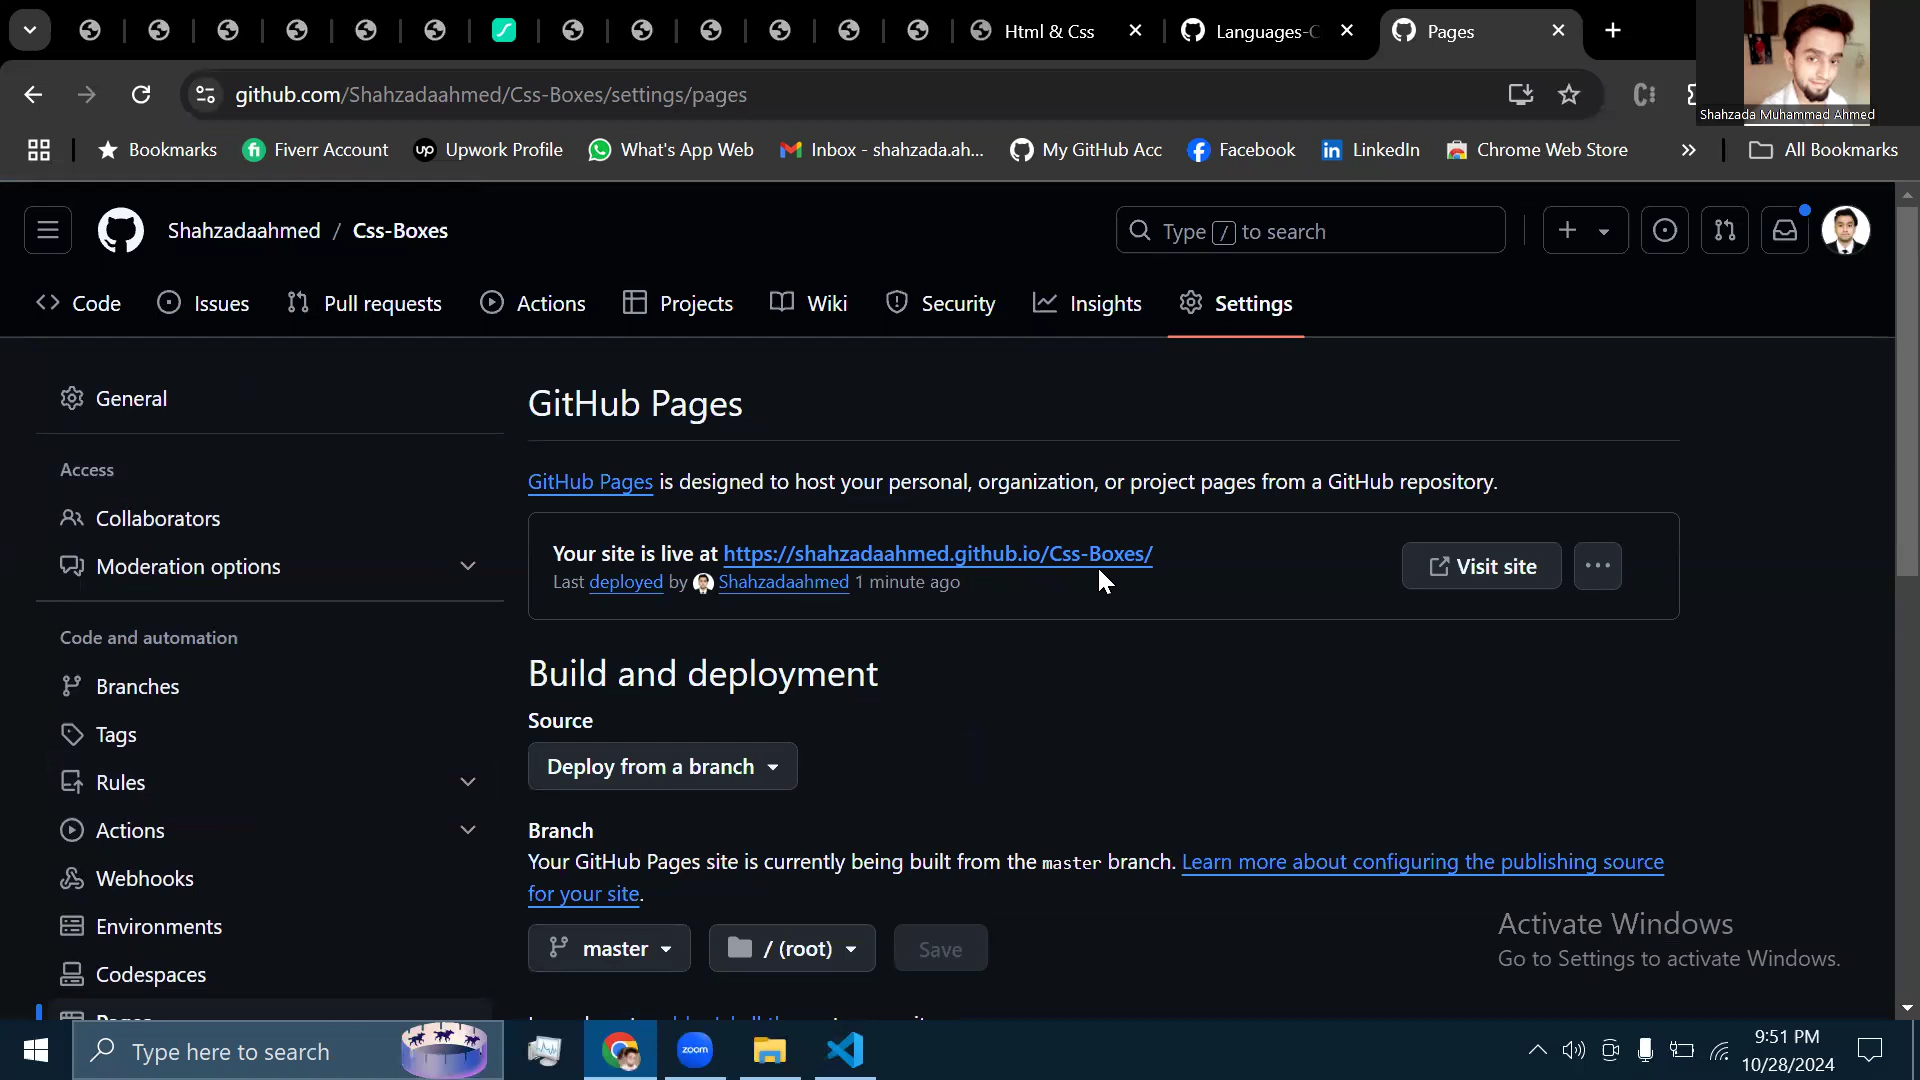 Html & Css
Languages-C
Pages
github.com/Shahzadaahmed/Css-Boxes/settings/pages
Shahzada Muhammad Ahmed
Bookmarks
Fiverr Account
up Upwork Profile
What's App Web
Inbox - shahzada.ah...
My GitHub Acc
Facebook
LinkedIn
Chrome Web Store
All Bookmarks
Shahzadaahmed / Css-Boxes
Type / to search
Code
Issues
Pull requests
Actions
Projects
Wiki
Security
Insights
Settings
General
Access
Collaborators
Moderation options
Code and automation
Branches
Tags
Rules
Actions
Webhooks
Environments
Codespaces
Pages
GitHub Pages
GitHub Pages is designed to host your personal, organization, or project pages from a GitHub repository.
Your site is live at https://shahzadaahmed.github.io/Css-Boxes/
Last deployed by Shahzadaahmed 1 minute ago
Visit site
Build and deployment
Source
Deploy from a branch
Branch
Your GitHub Pages site is currently being built from the master branch. Learn more about configuring the publishing source
for your site.
master
/ (root)
Save
Activate Windows
Go to Settings to activate Windows.
Type here to search
zoom
9:51 PM
10/28/2024